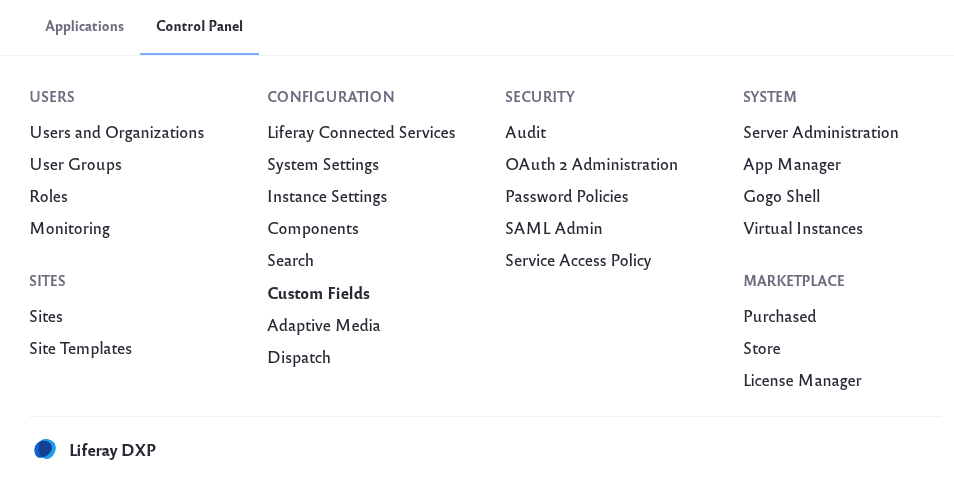 Applications
Control Panel
USERS
Users and Organizations
User Groups
Roles
Monitoring
SITES
Sites
Site Templates
CONFIGURATION
Liferay Connected Services
System Settings
Instance Settings
Components
Search
Custom Fields
Adaptive Media
Dispatch
SECURITY
Audit
OAuth 2 Administration
Password Policies
SAML Admin
Service Access Policy
SYSTEM
Server Administration
App Manager
Gogo Shell
Virtual Instances
MARKETPLACE
Purchased
Store
License Manager
Liferay DXP